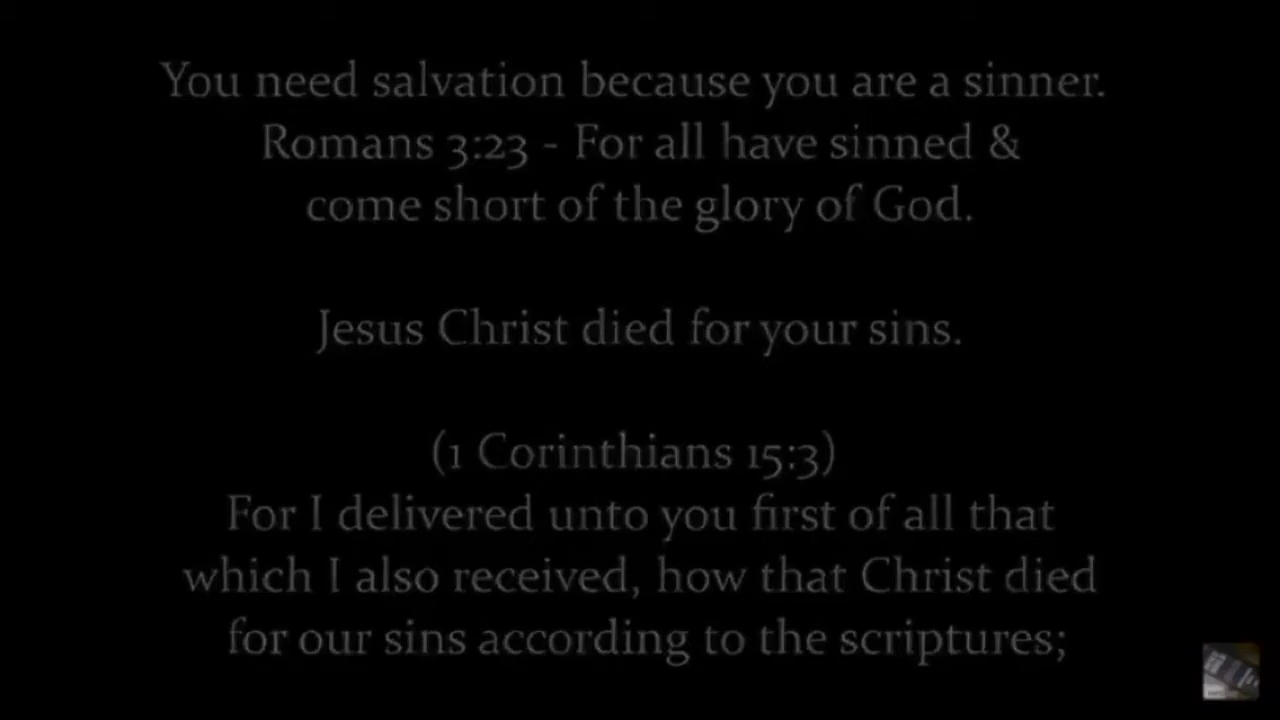 You need salvation because you are a sinner.
Romans 3:23 - For all have sinned &
come short of the glory of God.
Jesus Christ died for your sins.
(1 Corinthians 15:3)
For I delivered unto you first of all that
which I also received, how that Christ died
for our sins according to the scriptures;